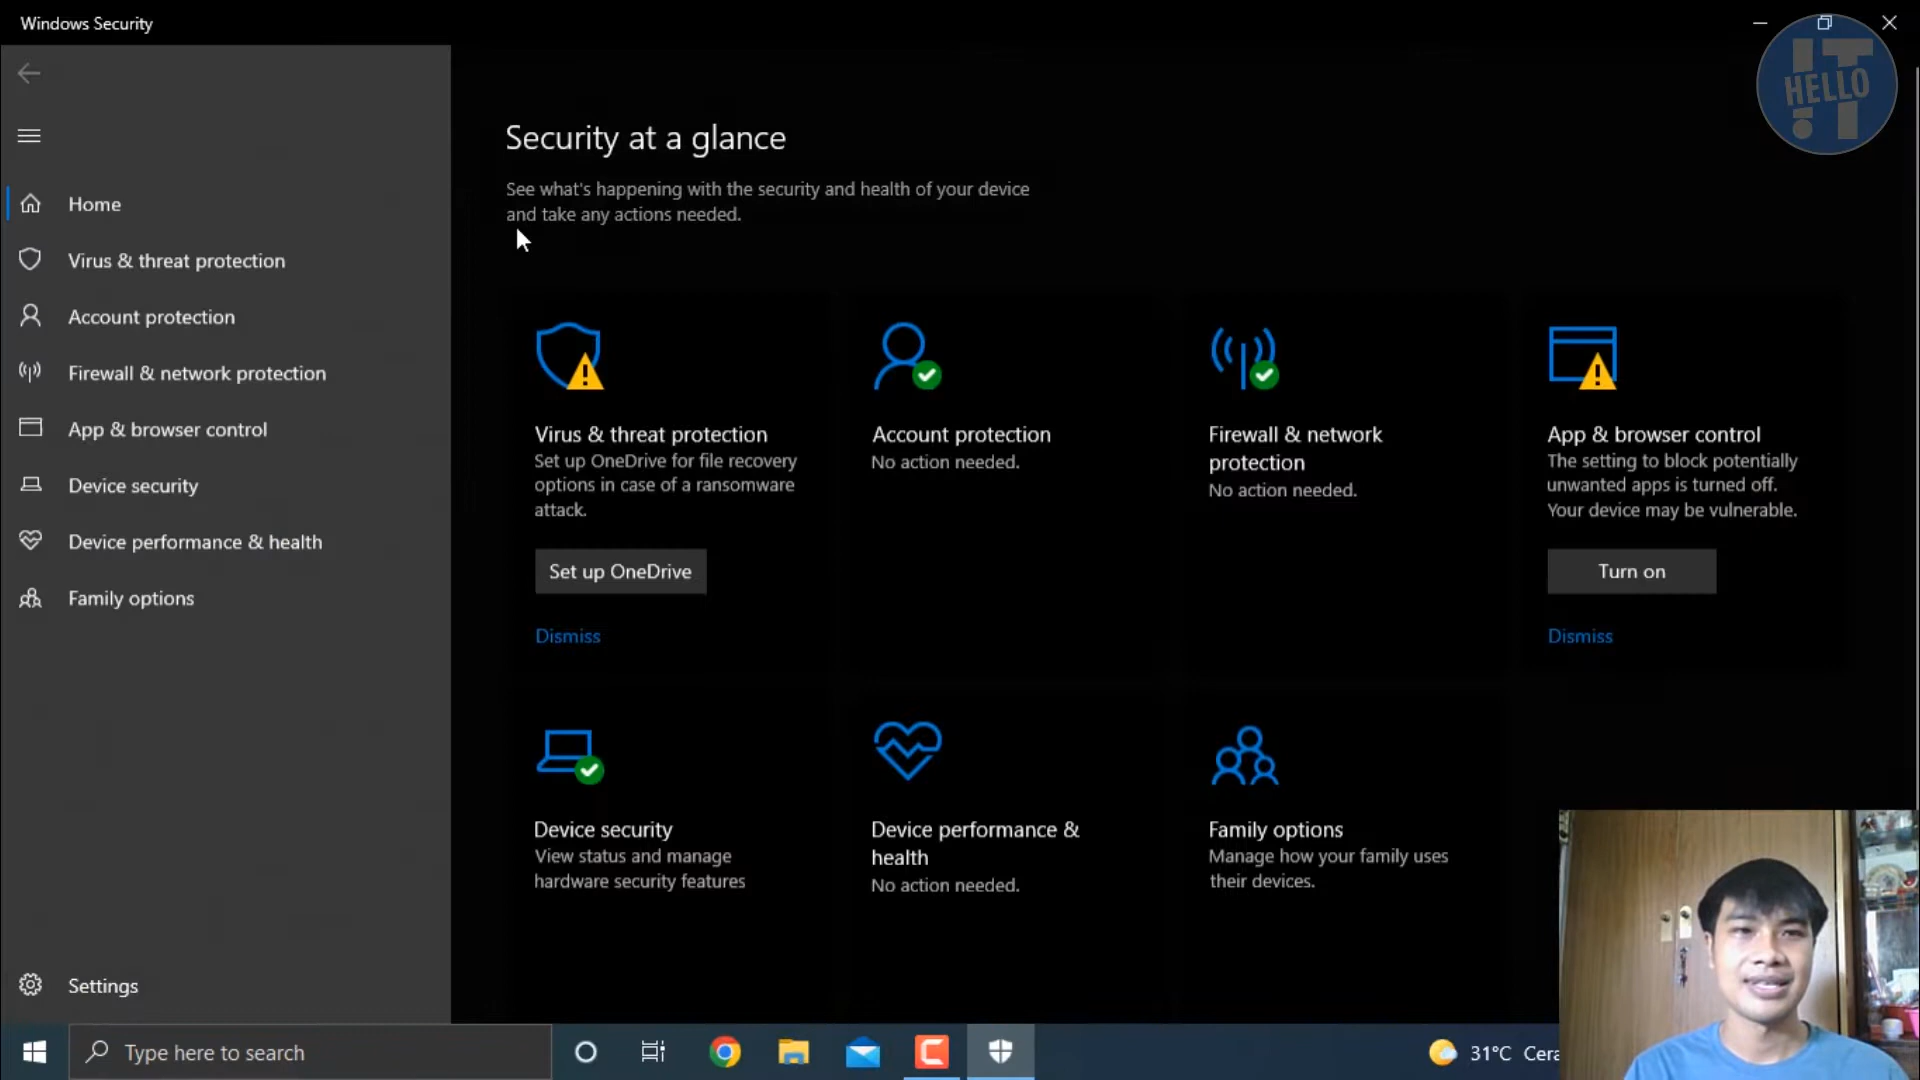 Windows Security
!T
HELLO
!T
Home
Virus & threat protection
Account protection
Firewall & network protection
App & browser control
Device security
Device performance & health
Family options
Settings
Security at a glance
See what's happening with the security and health of your device
and take any actions needed.
Virus & threat protection
Set up OneDrive for file recovery
options in case of a ransomware
attack.
Set up OneDrive
Dismiss
Account protection
No action needed.
Firewall & network
protection
No action needed.
App & browser control
The setting to block potentially
unwanted apps is turned off.
Your device may be vulnerable.
Turn on
Dismiss
Device security
View status and manage
hardware security features
Device performance &
health
No action needed.
Family options
Manage how your family uses
their devices.
Type here to search
31°C Cera